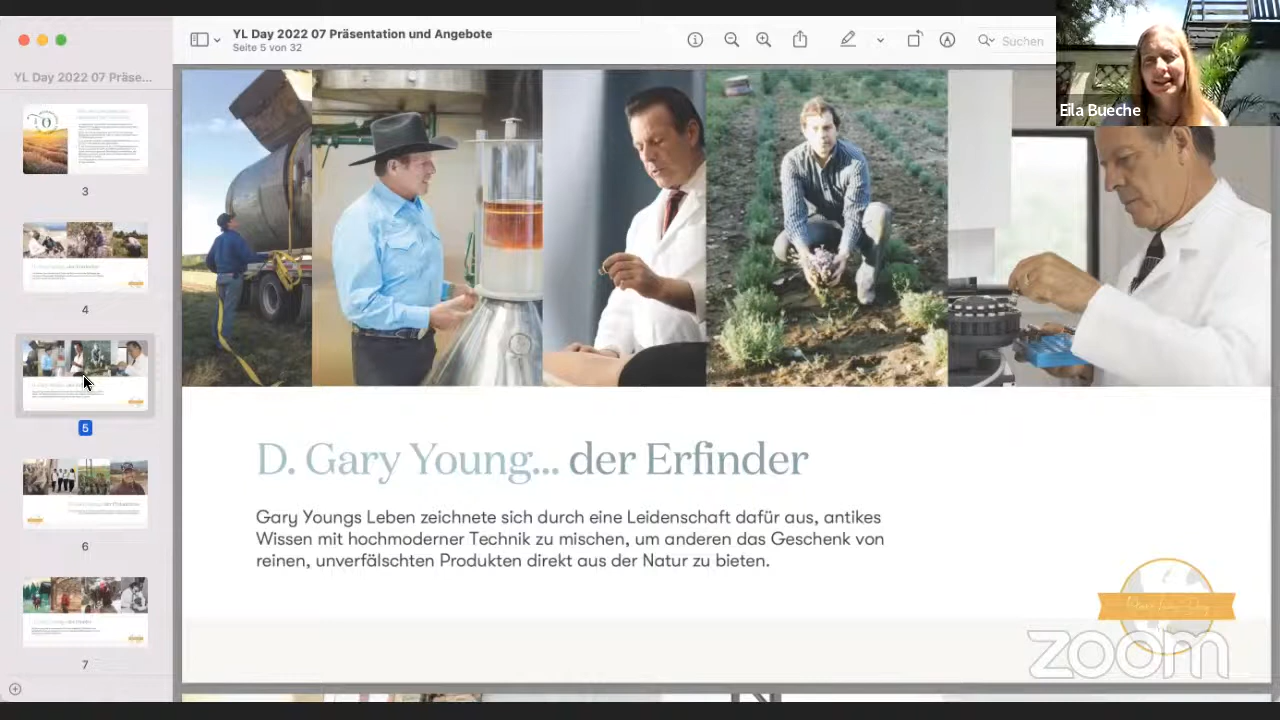 YL Day 2022 07 Präsentation und Angebote
Seite 5 von 32
Suchen
Eila Bueche
YL Day 2022 07 Präse...
3
4
5
6
7
D. Gary Young... der Erfinder
Gary Youngs Leben zeichnete sich durch eine Leidenschaft dafür aus, antikes
Wissen mit hochmoderner Technik zu mischen, um anderen das Geschenk von
reinen, unverfälschten Produkten direkt aus der Natur zu bieten.
zoom